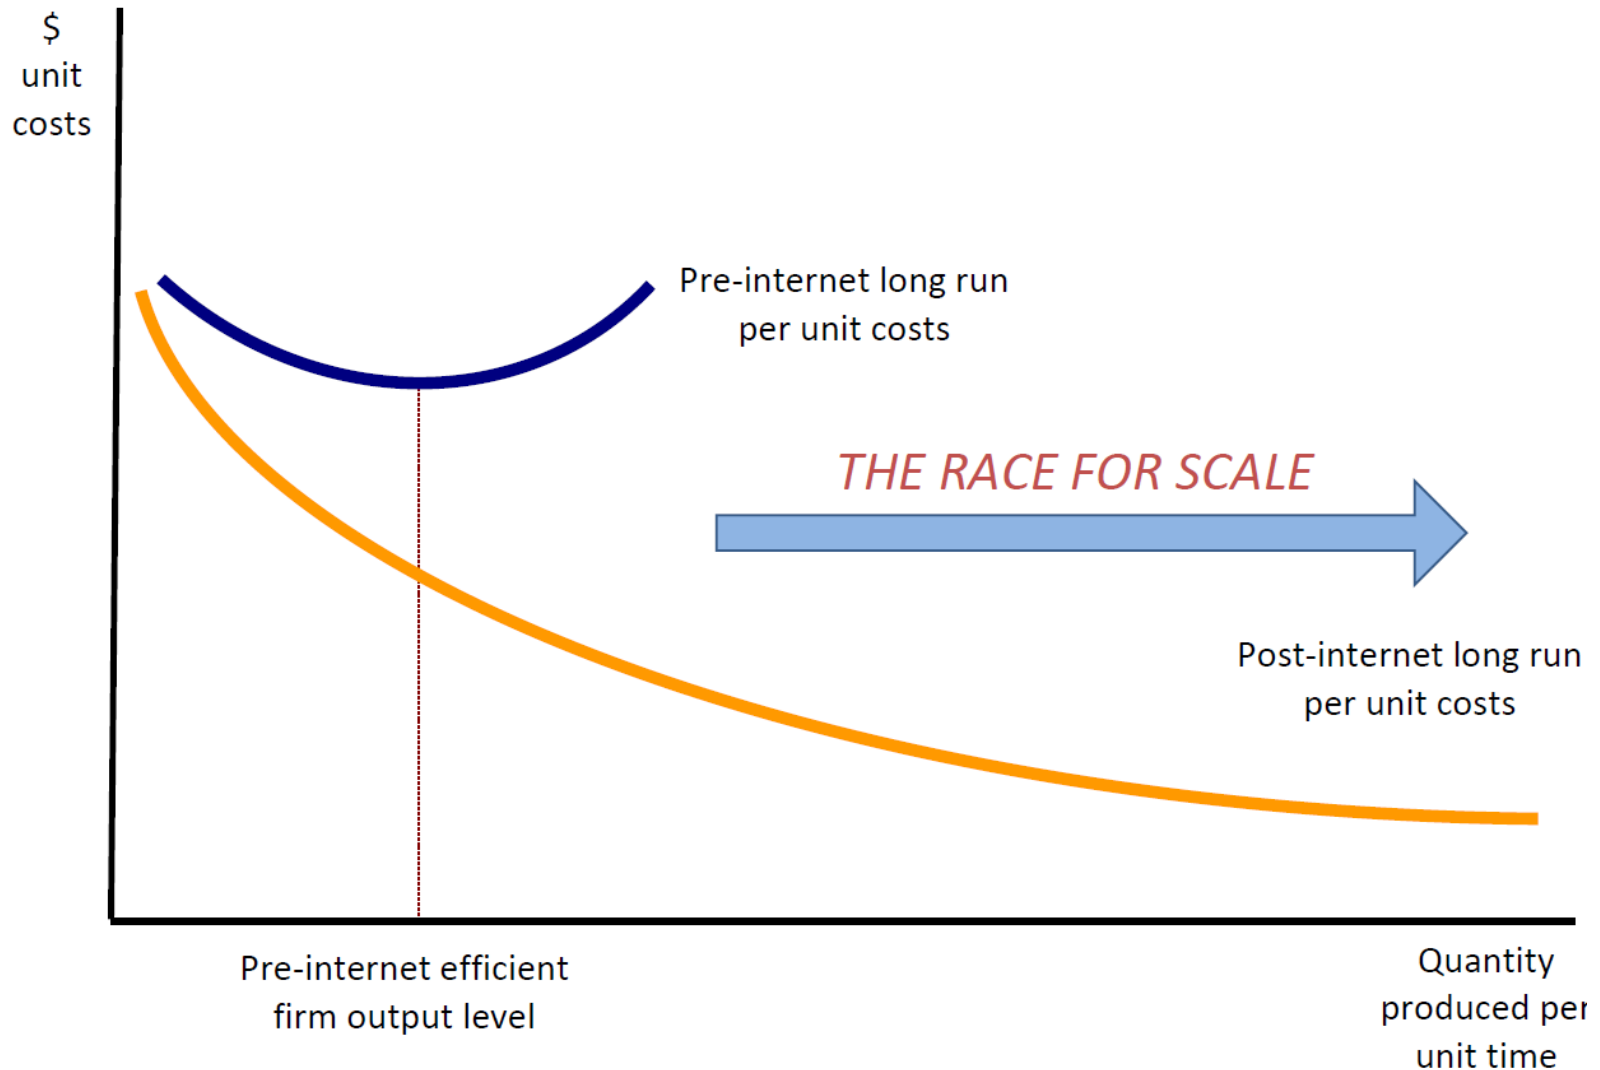 $
unit
costs
Pre-internet long run
per unit costs
THE RACE FOR SCALE
Post-internet long run
per unit costs
Pre-internet efficient
firm output level
Quantity
produced per
unit time